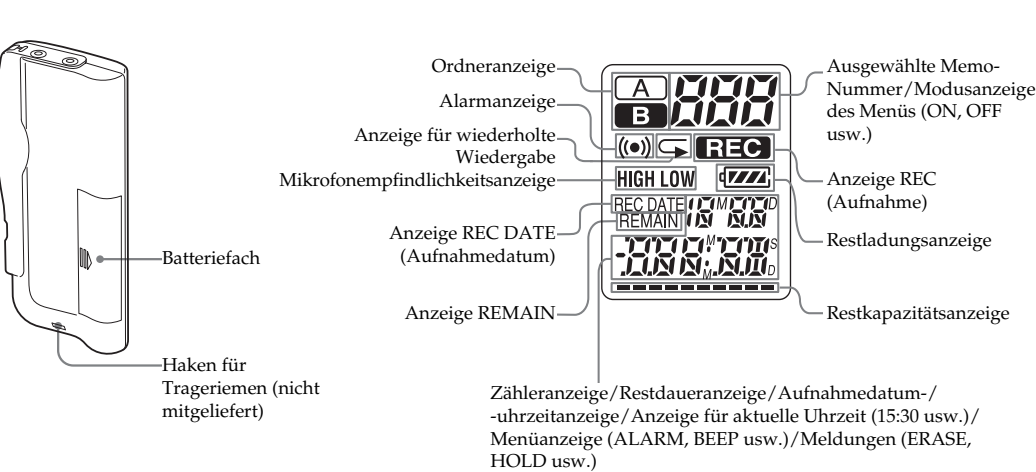 Batteriefach
Haken für
Trageriemen (nicht
mitgeliefert)
Ordneranzeige
Alarmanzeige
Anzeige für wiederholte
Wiedergabe
Mikrofonempfindlichkeitsanzeige
Anzeige REC DATE
(Aufnahmedatum)
Anzeige REMAIN
A
B
REC
HIGH LOW
REC DATE
REMAIN
M D
M S
M D
Ausgewählte Memo-
Nummer/Modusanzeige
des Menüs (ON, OFF
usw.)
Anzeige REC
(Aufnahme)
Restladungsanzeige
Restkapazitätsanzeige
Zähleranzeige/Restdaueranzeige/Aufnahmedatum-/
-uhrzeitanzeige/Anzeige für aktuelle Uhrzeit (15:30 usw.)/
Menüanzeige (ALARM, BEEP usw.)/Meldungen (ERASE,
HOLD usw.)